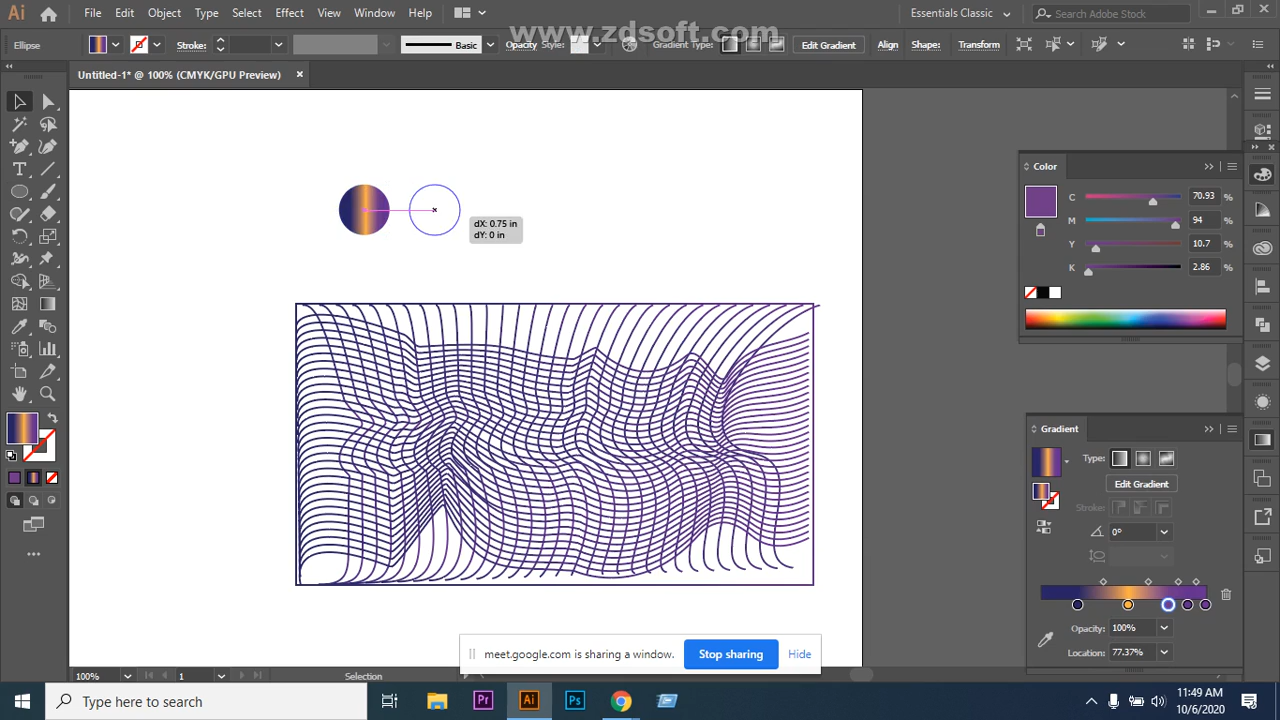 Ai File Edit Object Type Select Effect View Window Help Essentials Classic Search Adobe Stock
www.zdsoft.com
Ellipse Stroke: Basic Opacity Style: Gradient Type: Edit Gradient Align Shape: Transform
Untitled-1* @ 100% (CMYK/GPU Preview) ×
Color
C 70.93 %
M 94 %
Y 10.7 %
K 2.86 %
dX: 0.75 in
dY: 0 in
Gradient
Type:
Edit Gradient
Stroke:
0°
Opacity: 100%
Location: 77.37%
meet.google.com is sharing a window. Stop sharing Hide
100% 1 Selection
Type here to search
Pr Ai Ps
11:49 AM
10/6/2020